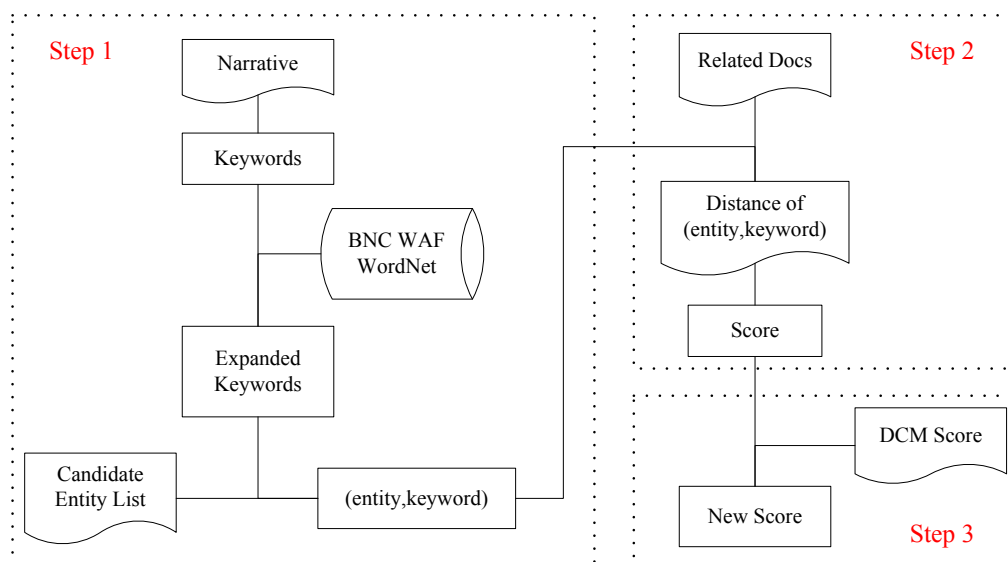 Step 1
Narrative
Keywords
BNC WAF
WordNet
Expanded
Keywords
Candidate
Entity List
(entity,keyword)
Step 2
Related Docs
Distance of
(entity,keyword)
Score
DCM Score
New Score
Step 3